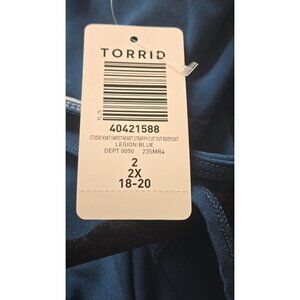 TORRID
40421588
STUDIO KNIT SWEETHEART STRAPPY CUT OUT BODYSUIT
LEGION BLUE
DEPT 0050 23SMR4
2
2X
18-20